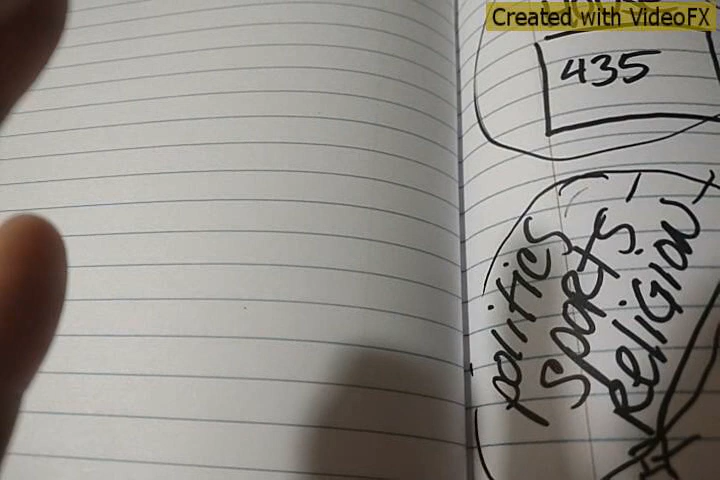 Created with VideoFX
435
politics
SPORTS
ReliGioN